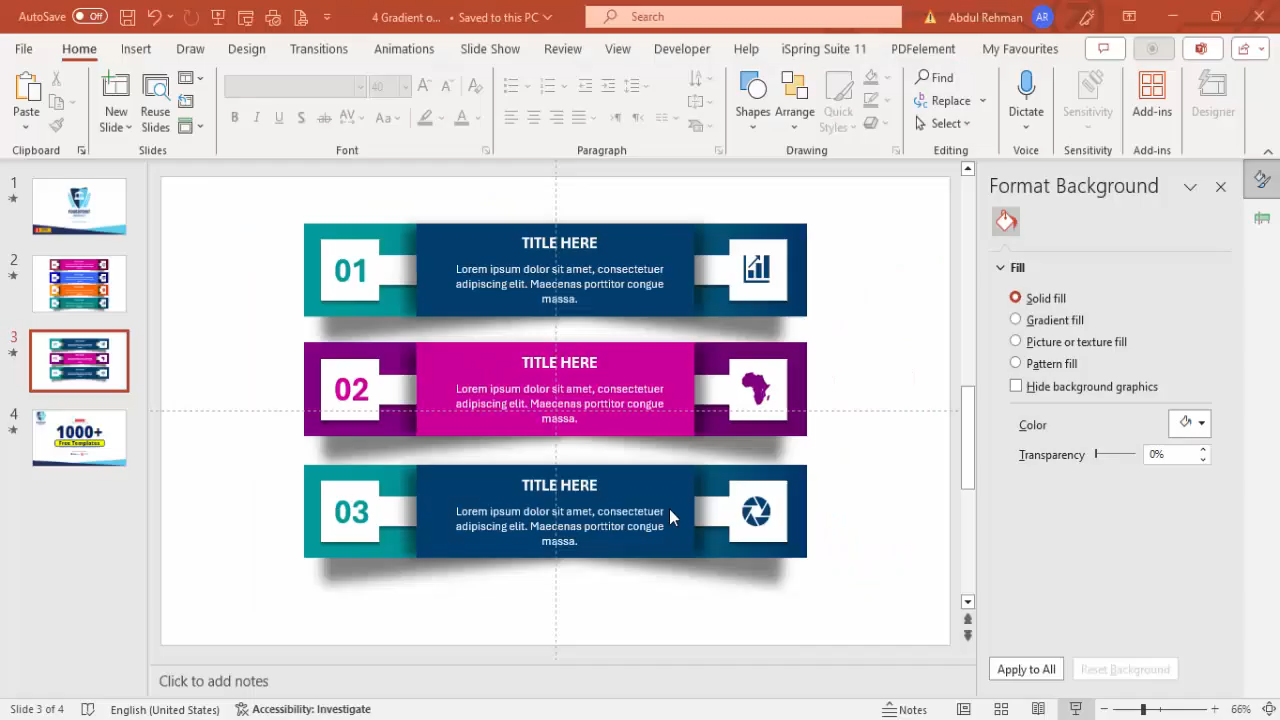 AutoSave Off 4 Gradient o... • Saved to this PC Search Abdul Rehman AR
File Home Insert Draw Design Transitions Animations Slide Show Review View Developer Help iSpring Suite 11 PDFelement My Favourites
Paste New Slide Reuse Slides 40 Shapes Arrange Quick Styles Find Replace Select Dictate Sensitivity Add-ins Designer
Clipboard Slides Font Paragraph Drawing Editing Voice Sensitivity Add-ins
1
2
3
4
1000+
Free Templates
01
TITLE HERE
Lorem ipsum dolor sit amet, consectetuer
adipiscing elit. Maecenas porttitor congue
massa.
02
TITLE HERE
Lorem ipsum dolor sit amet, consectetuer
adipiscing elit. Maecenas porttitor congue
massa.
03
TITLE HERE
Lorem ipsum dolor sit amet, consectetuer
adipiscing elit. Maecenas porttitor congue
massa.
Format Background
Fill
Solid fill
Gradient fill
Picture or texture fill
Pattern fill
Hide background graphics
Color
Transparency 0%
Apply to All Reset Background
Click to add notes
Slide 3 of 4 English (United States) Accessibility: Investigate Notes 66%